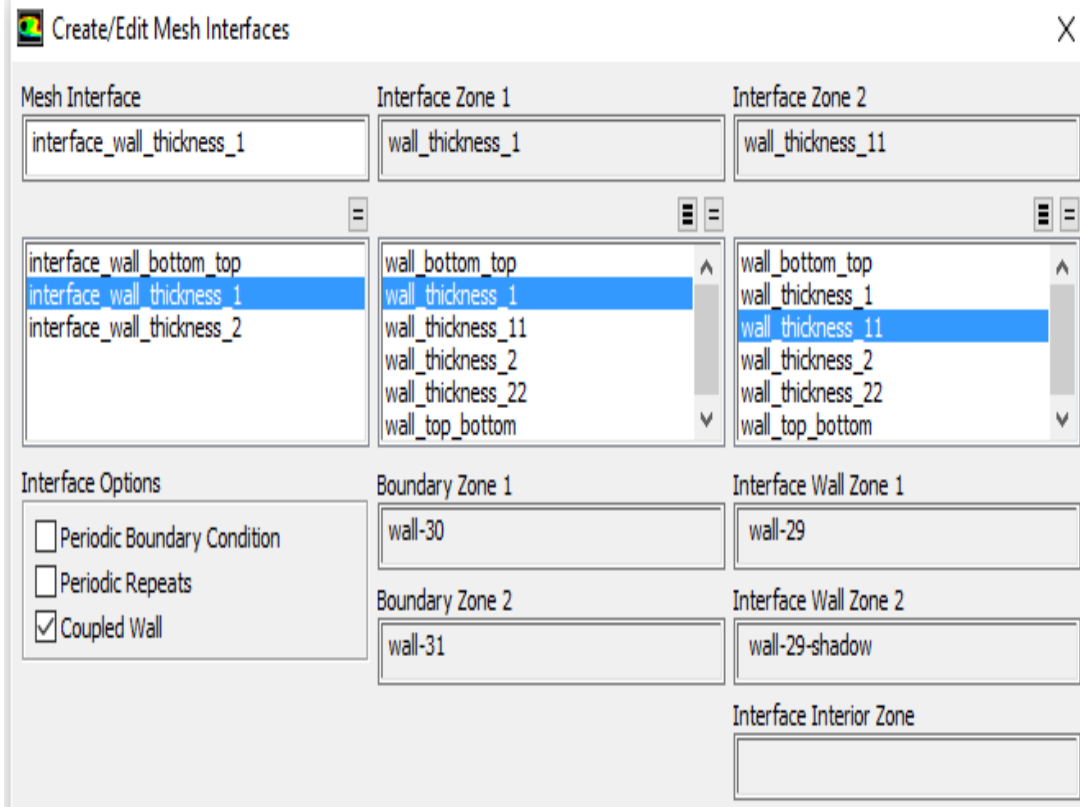 Create/Edit Mesh Interfaces
Mesh Interface
Interface Zone 1
Interface Zone 2
interface_wall_thickness_1
wall_thickness_1
wall_thickness_11
interface_wall_bottom_top
interface_wall_thickness_1
interface_wall_thickness_2
wall_bottom_top
wall_thickness_1
wall_thickness_11
wall_thickness_2
wall_thickness_22
wall_top_bottom
wall_bottom_top
wall_thickness_1
wall_thickness_11
wall_thickness_2
wall_thickness_22
wall_top_bottom
Interface Options
Periodic Boundary Condition
Periodic Repeats
Coupled Wall
Boundary Zone 1
wall-30
Boundary Zone 2
wall-31
Interface Wall Zone 1
wall-29
Interface Wall Zone 2
wall-29-shadow
Interface Interior Zone